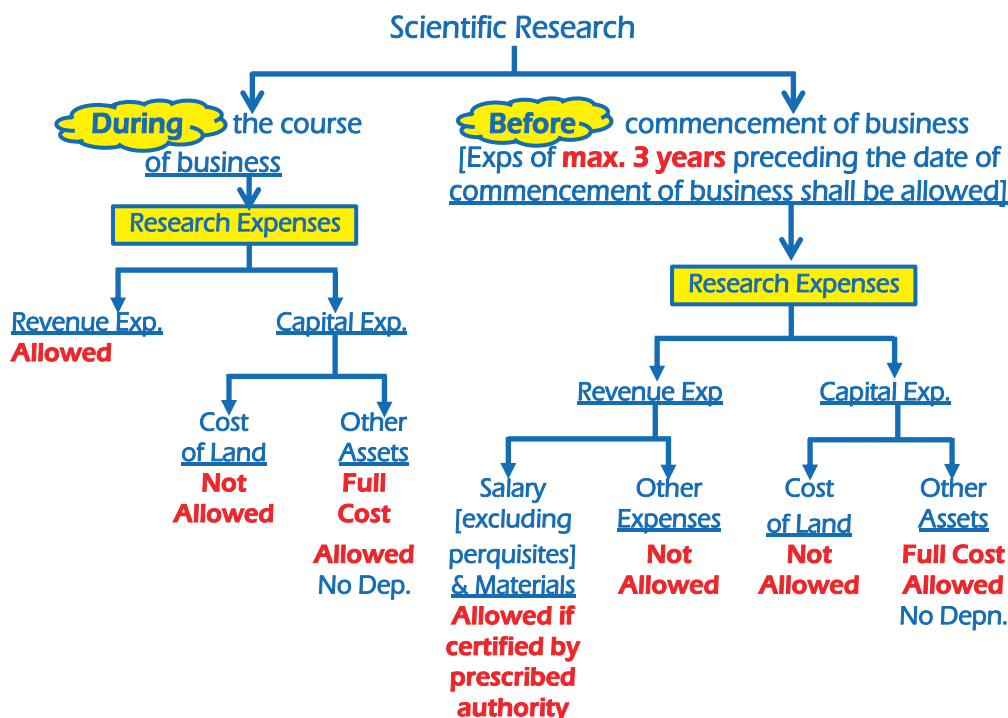 Scientific Research
During the course
of business
Research Expenses
Revenue Exp.
Allowed
Capital Exp.
Cost
of Land
Not
Allowed
Other
Assets
Full
Cost
Allowed
No Dep.
Before commencement of business
[Exps of max. 3 years preceding the date of
commencement of business shall be allowed]
Research Expenses
Revenue Exp
Salary
[excluding
perquisites]
& Materials
Allowed if
certified by
prescribed
authority
Other
Expenses
Not
Allowed
Capital Exp.
Cost
of Land
Not
Allowed
Other
Assets
Full Cost
Allowed
No Depn.